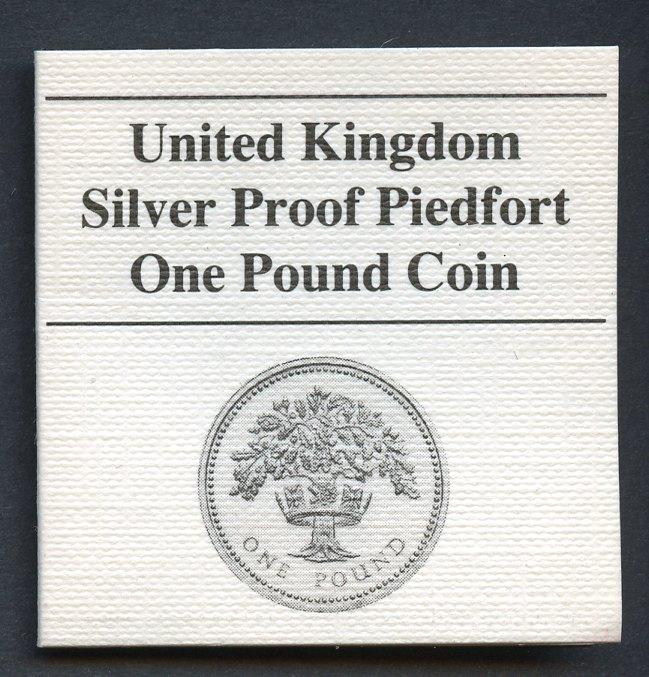 United Kingdom
Silver Proof Piedfort
One Pound Coin
ONE POUND